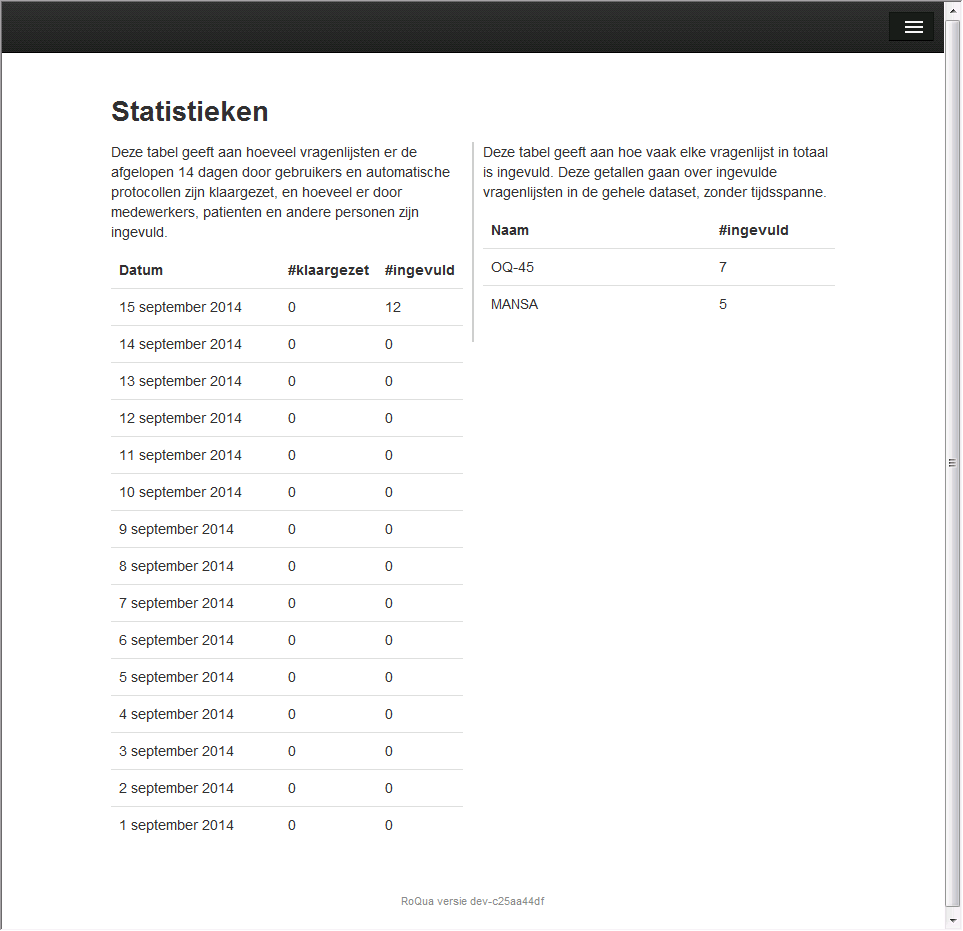 Statistieken
Deze tabel geeft aan hoeveel vragenlijsten er de
afgelopen 14 dagen door gebruikers en automatische
protocollen zijn klaargezet, en hoeveel er door
medewerkers, patienten en andere personen zijn
ingevuld.
Datum #klaargezet #ingevuld
15 september 2014 0 12
14 september 2014 0 0
13 september 2014 0 0
12 september 2014 0 0
11 september 2014 0 0
10 september 2014 0 0
9 september 2014 0 0
8 september 2014 0 0
7 september 2014 0 0
6 september 2014 0 0
5 september 2014 0 0
4 september 2014 0 0
3 september 2014 0 0
2 september 2014 0 0
1 september 2014 0 0
Deze tabel geeft aan hoe vaak elke vragenlijst in totaal
is ingevuld. Deze getallen gaan over ingevulde
vragenlijsten in de gehele dataset, zonder tijdsspanne.
Naam #ingevuld
OQ-45 7
MANSA 5
RoQua versie dev-c25aa44df